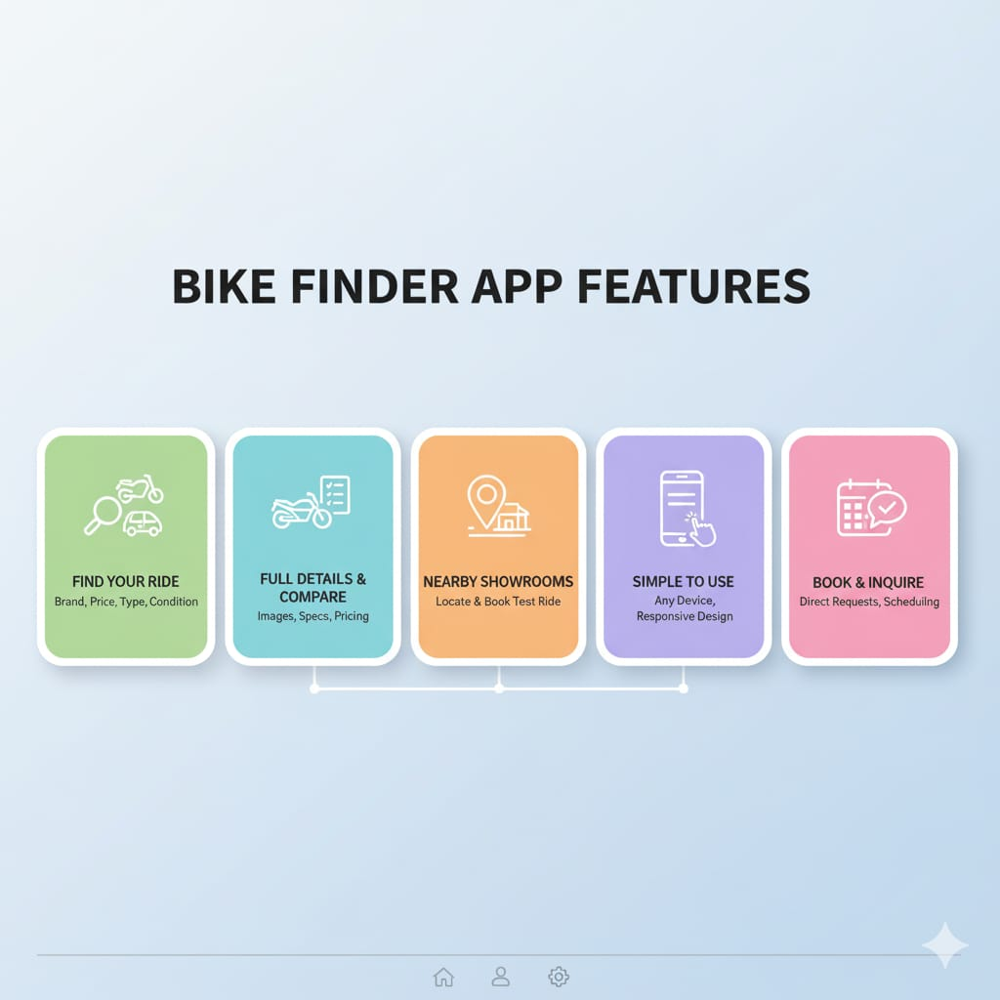 BIKE FINDER APP FEATURES
FIND YOUR RIDE
Brand, Price, Type, Condition
FULL DETAILS &
COMPARE
Images, Specs, Pricing
NEARBY SHOWROOMS
Locate & Book Test Ride
SIMPLE TO USE
Any Device,
Responsive Design
BOOK & INQUIRE
Direct Requests, Scheduling